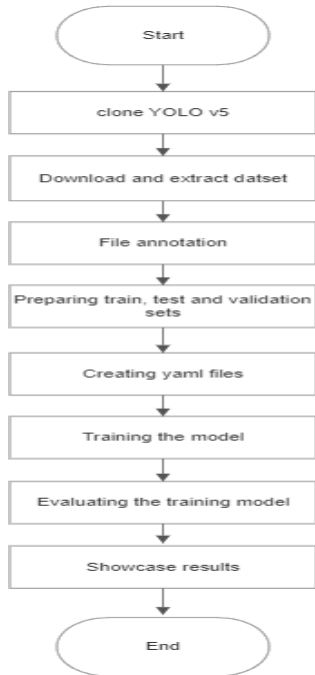 Start
clone YOLO v5
Download and extract datset
File annotation
Preparing train, test and validation
sets
Creating yaml files
Training the model
Evaluating the training model
Showcase results
End